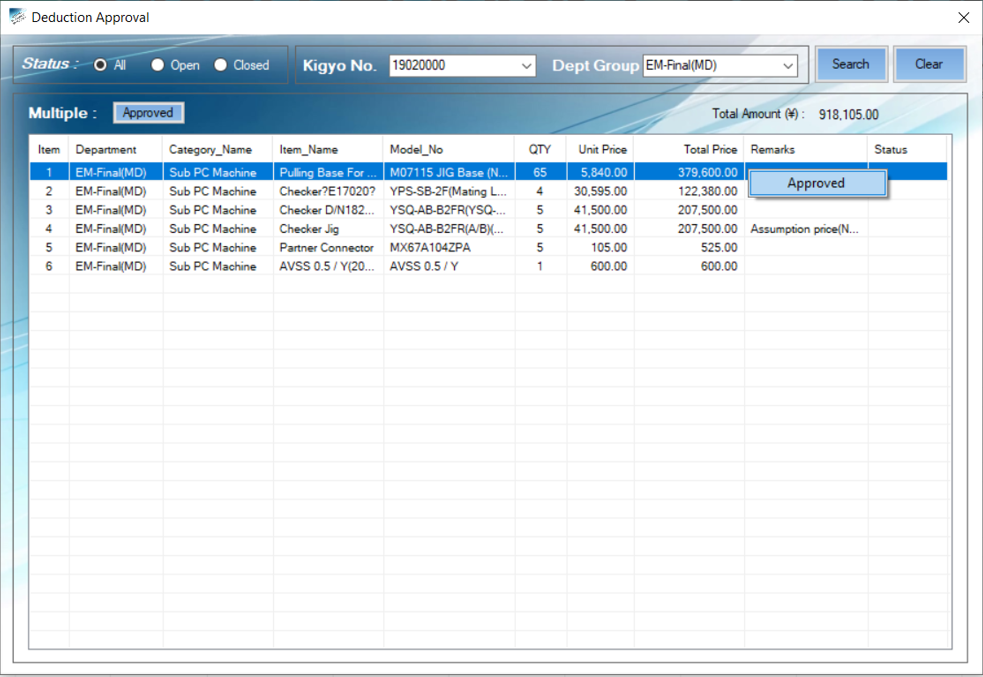 Deduction Approval
Status : All Open Closed Kigyo No. 19020000 Dept Group EM-Final(MD) Search Clear
Multiple : Approved Total Amount (¥) : 918,105.00
Item Department Category_Name Item_Name Model_No QTY Unit Price Total Price Remarks Status
1 EM-Final(MD) Sub PC Machine Pulling Base For ... M07115 JIG Base (N... 65 5,840.00 379,600.00
Approved
2 EM-Final(MD) Sub PC Machine Checker?E17020? YPS-SB-2F(Mating L... 4 30,595.00 122,380.00
3 EM-Final(MD) Sub PC Machine Checker D/N182... YSQ-AB-B2FR(YSQ-... 5 41,500.00 207,500.00
4 EM-Final(MD) Sub PC Machine Checker Jig YSQ-AB-B2FR(A/B)(... 5 41,500.00 207,500.00 Assumption price(N...
5 EM-Final(MD) Sub PC Machine Partner Connector MX67A104ZPA 5 105.00 525.00
6 EM-Final(MD) Sub PC Machine AVSS 0.5 / Y(20... AVSS 0.5 / Y 1 600.00 600.00